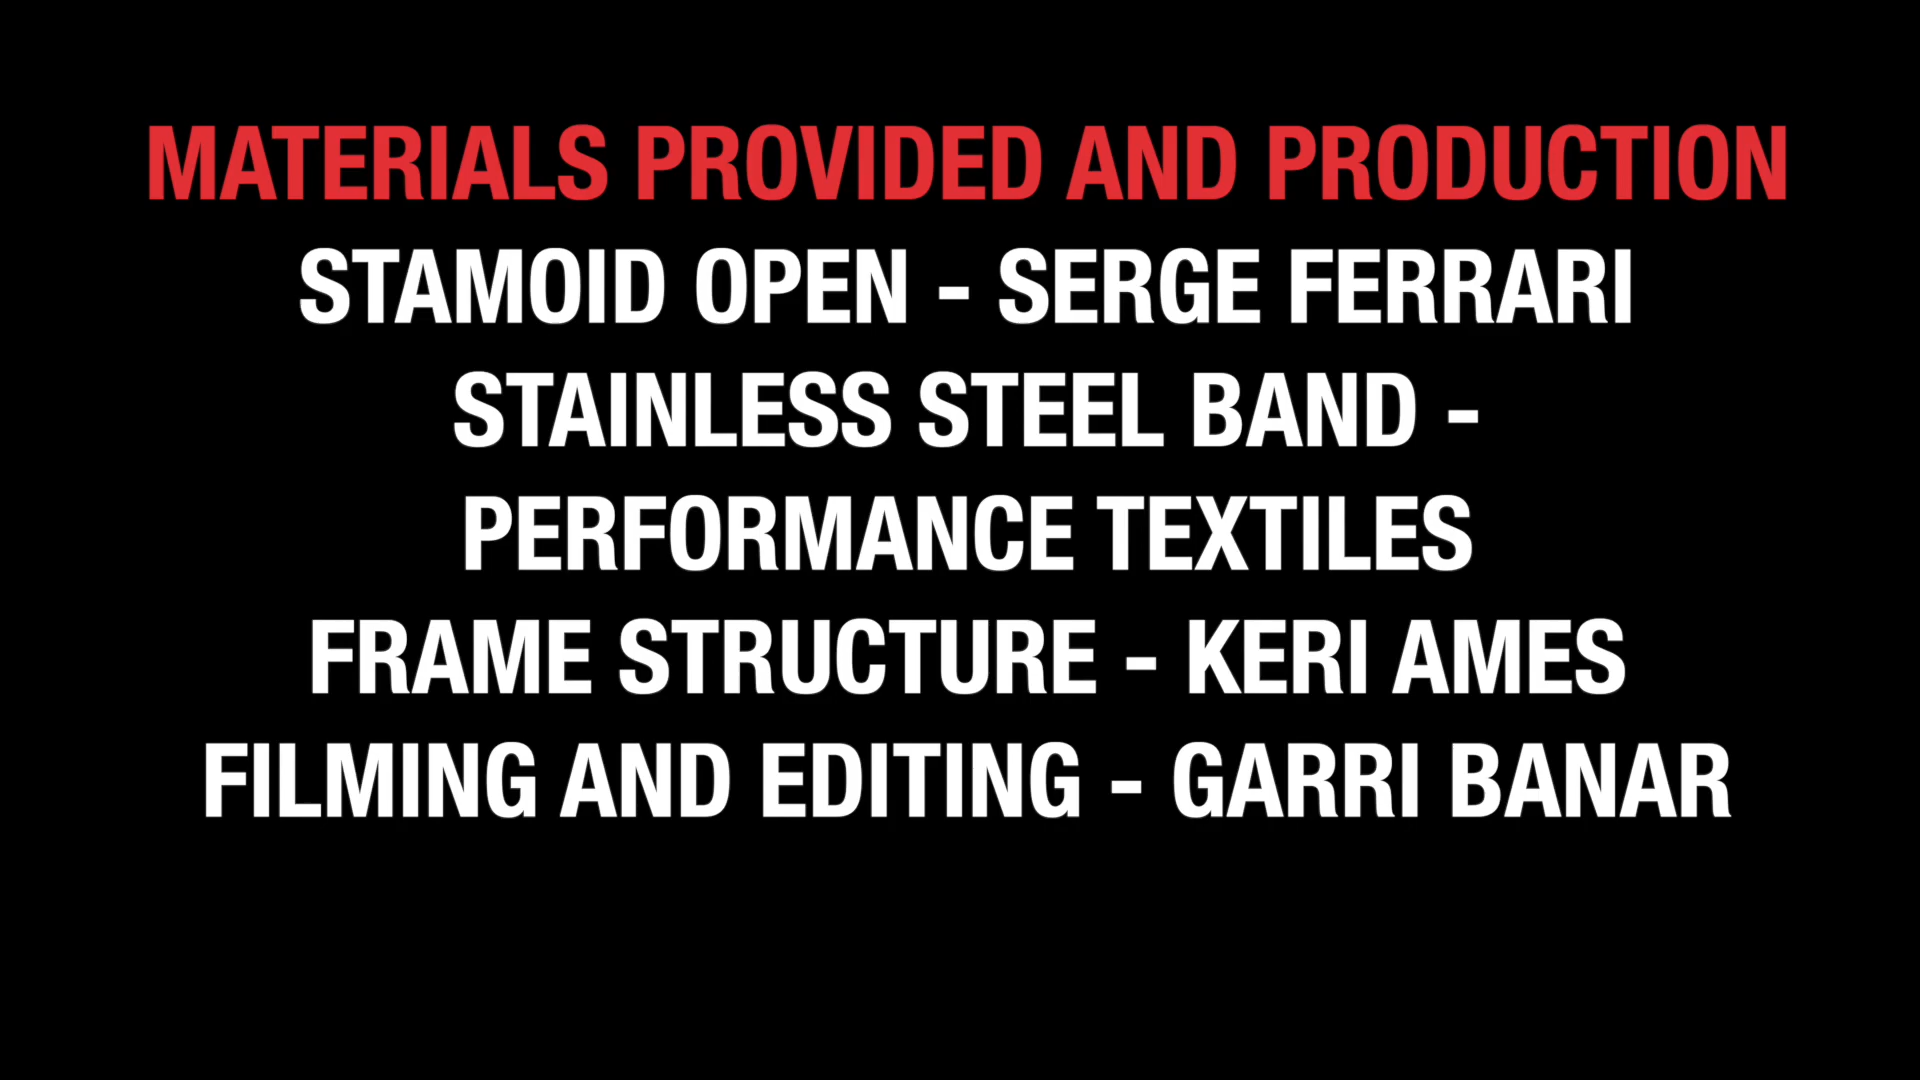 MATERIALS PROVIDED AND PRODUCTION
STAMOID OPEN - SERGE FERRARI
STAINLESS STEEL BAND -
PERFORMANCE TEXTILES
FRAME STRUCTURE - KERI AMES
FILMING AND EDITING - GARRI BANAR